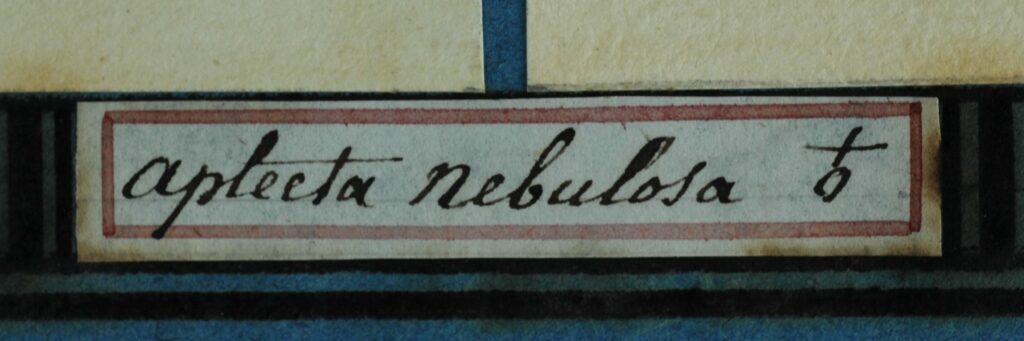 aplecta nebulosa ♄